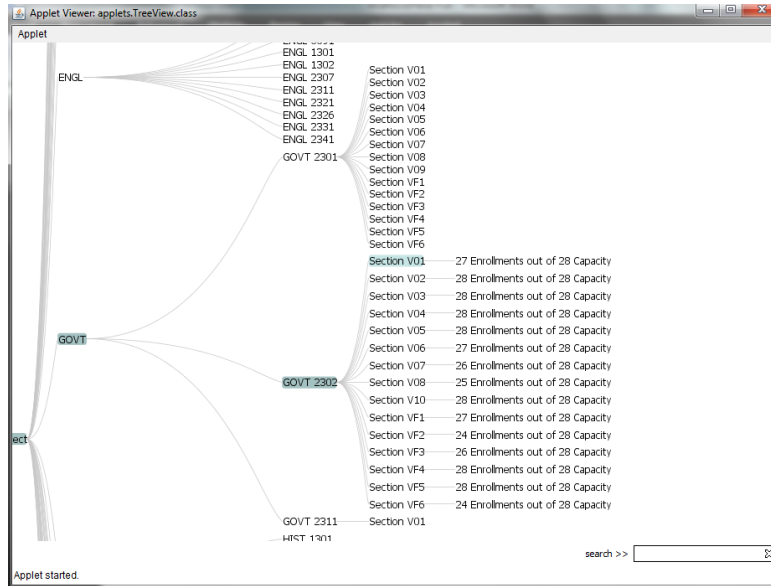 Applet Viewer: applets.TreeView.class
Applet
ENGL 1301
ENGL 1302
ENGL
ENGL 2307
ENGL 2311
ENGL 2321
ENGL 2326
ENGL 2331
ENGL 2341
GOVT 2301
Section V01
Section V02
Section V03
Section V04
Section V05
Section V06
Section V07
Section V08
Section V09
Section VF1
Section VF2
Section VF3
Section VF4
Section VF5
Section VF6
GOVT
GOVT 2302
Section V01 27 Enrollments out of 28 Capacity
Section V02 28 Enrollments out of 28 Capacity
Section V03 28 Enrollments out of 28 Capacity
Section V04 28 Enrollments out of 28 Capacity
Section V05 28 Enrollments out of 28 Capacity
Section V06 27 Enrollments out of 28 Capacity
Section V07 26 Enrollments out of 28 Capacity
Section V08 25 Enrollments out of 28 Capacity
Section V10 28 Enrollments out of 28 Capacity
Section VF1 27 Enrollments out of 28 Capacity
Section VF2 24 Enrollments out of 28 Capacity
Section VF3 26 Enrollments out of 28 Capacity
Section VF4 28 Enrollments out of 28 Capacity
Section VF5 28 Enrollments out of 28 Capacity
Section VF6 24 Enrollments out of 28 Capacity
ect
GOVT 2311 Section V01
HIST 1301
search >>
Applet started.